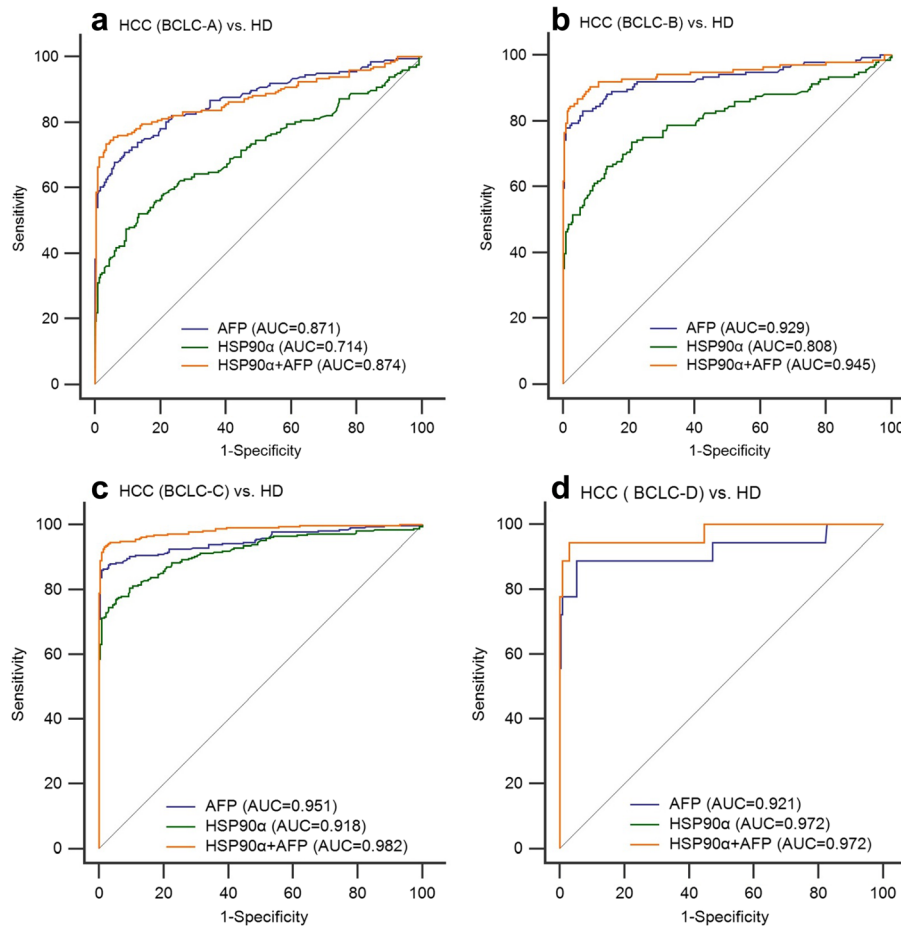 a HCC (BCLC-A) vs. HD
100
80
60
40
20
0
Sensitivity
AFP (AUC=0.871)
HSP90α (AUC=0.714)
HSP90α+AFP (AUC=0.874)
0 20 40 60 80 100
1-Specificity
b HCC (BCLC-B) vs. HD
100
80
60
40
20
0
Sensitivity
AFP (AUC=0.929)
HSP90α (AUC=0.808)
HSP90α+AFP (AUC=0.945)
0 20 40 60 80 100
1-Specificity
c HCC (BCLC-C) vs. HD
100
80
60
40
20
0
Sensitivity
AFP (AUC=0.951)
HSP90α (AUC=0.918)
HSP90α+AFP (AUC=0.982)
0 20 40 60 80 100
1-Specificity
d HCC ( BCLC-D) vs. HD
100
80
60
40
20
0
Sensitivity
AFP (AUC=0.921)
HSP90α (AUC=0.972)
HSP90α+AFP (AUC=0.972)
0 20 40 60 80 100
1-Specificity